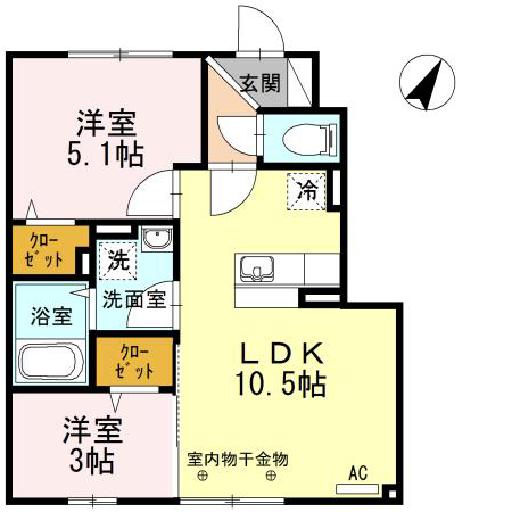 玄関
洋室
5.1帖
冷
クロー
ゼット
洗
洗面室
浴室
クロー
ゼット
LDK
10.5帖
洋室
3帖
室内物干金物
AC